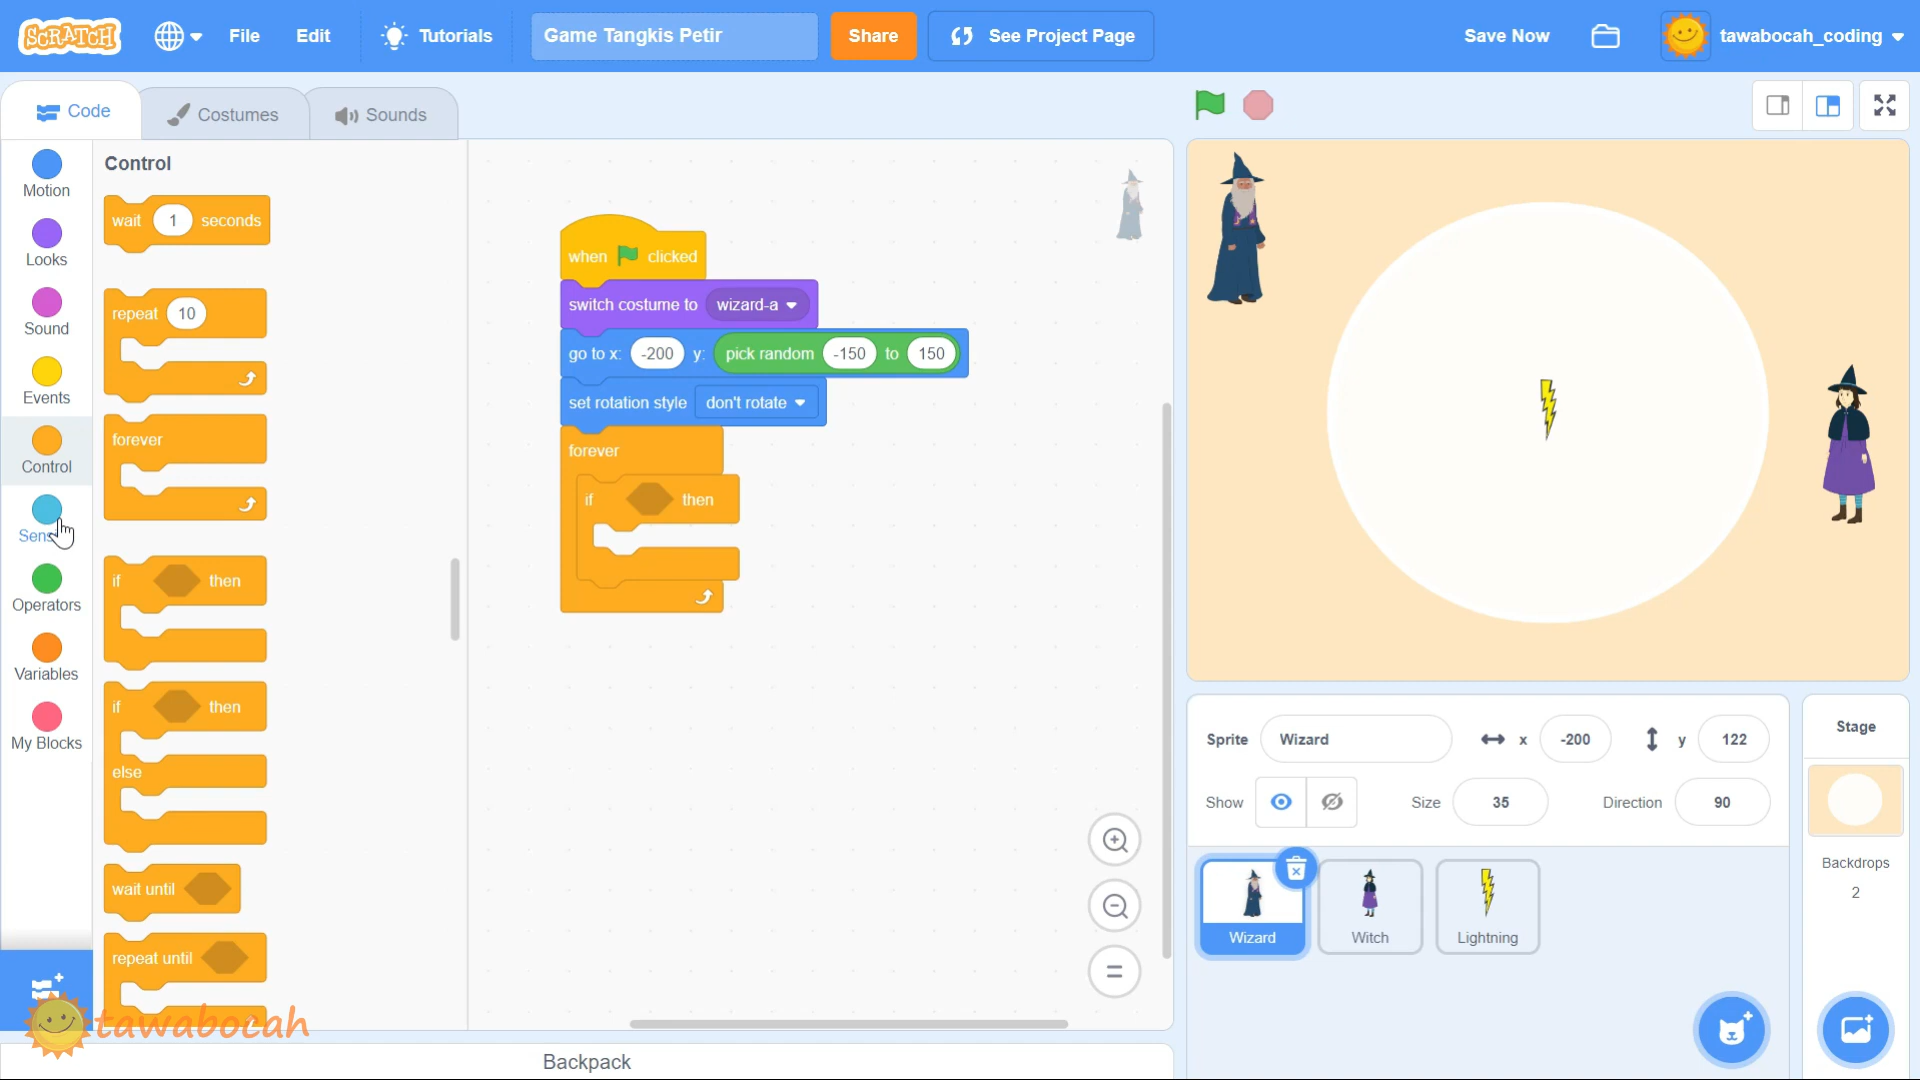 SCRATCH File Edit Tutorials Game Tangkis Petir Share See Project Page Save Now tawabocah_coding
Code Costumes Sounds
Motion
Looks
Sound
Events
Control
Operators
Variables
My Blocks
Control
wait 1 seconds
repeat 10
forever
if then
if then
else
wait until
repeat until
tawabocah
when clicked
switch costume to wizard-a
go to x: -200 y: pick random -150 to 150
set rotation style don't rotate
forever
if then
Backpack
Sprite Wizard x -200 y 122
Show Size 35 Direction 90
Wizard Witch Lightning
Stage
Backdrops
2